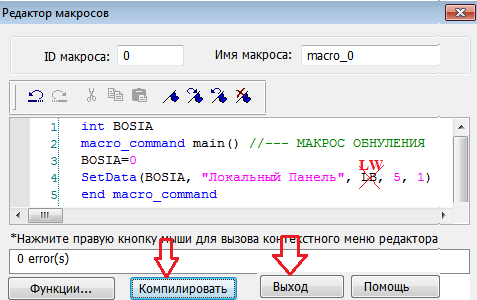 Редактор макросов
ID макроса: 0 Имя макроса: macro_0
1 int BOSIA
2 macro_command main() //--- МАКРОС ОБНУЛЕНИЯ
3 BOSIA=0
LW
4 SetData(BOSIA, "Локальный Панель", LB, 5, 1)
5 end macro_command
*Нажмите правую кнопку мыши для вызова контекстного меню редактора
0 error(s)
Функции... Компилировать Выход Помощь